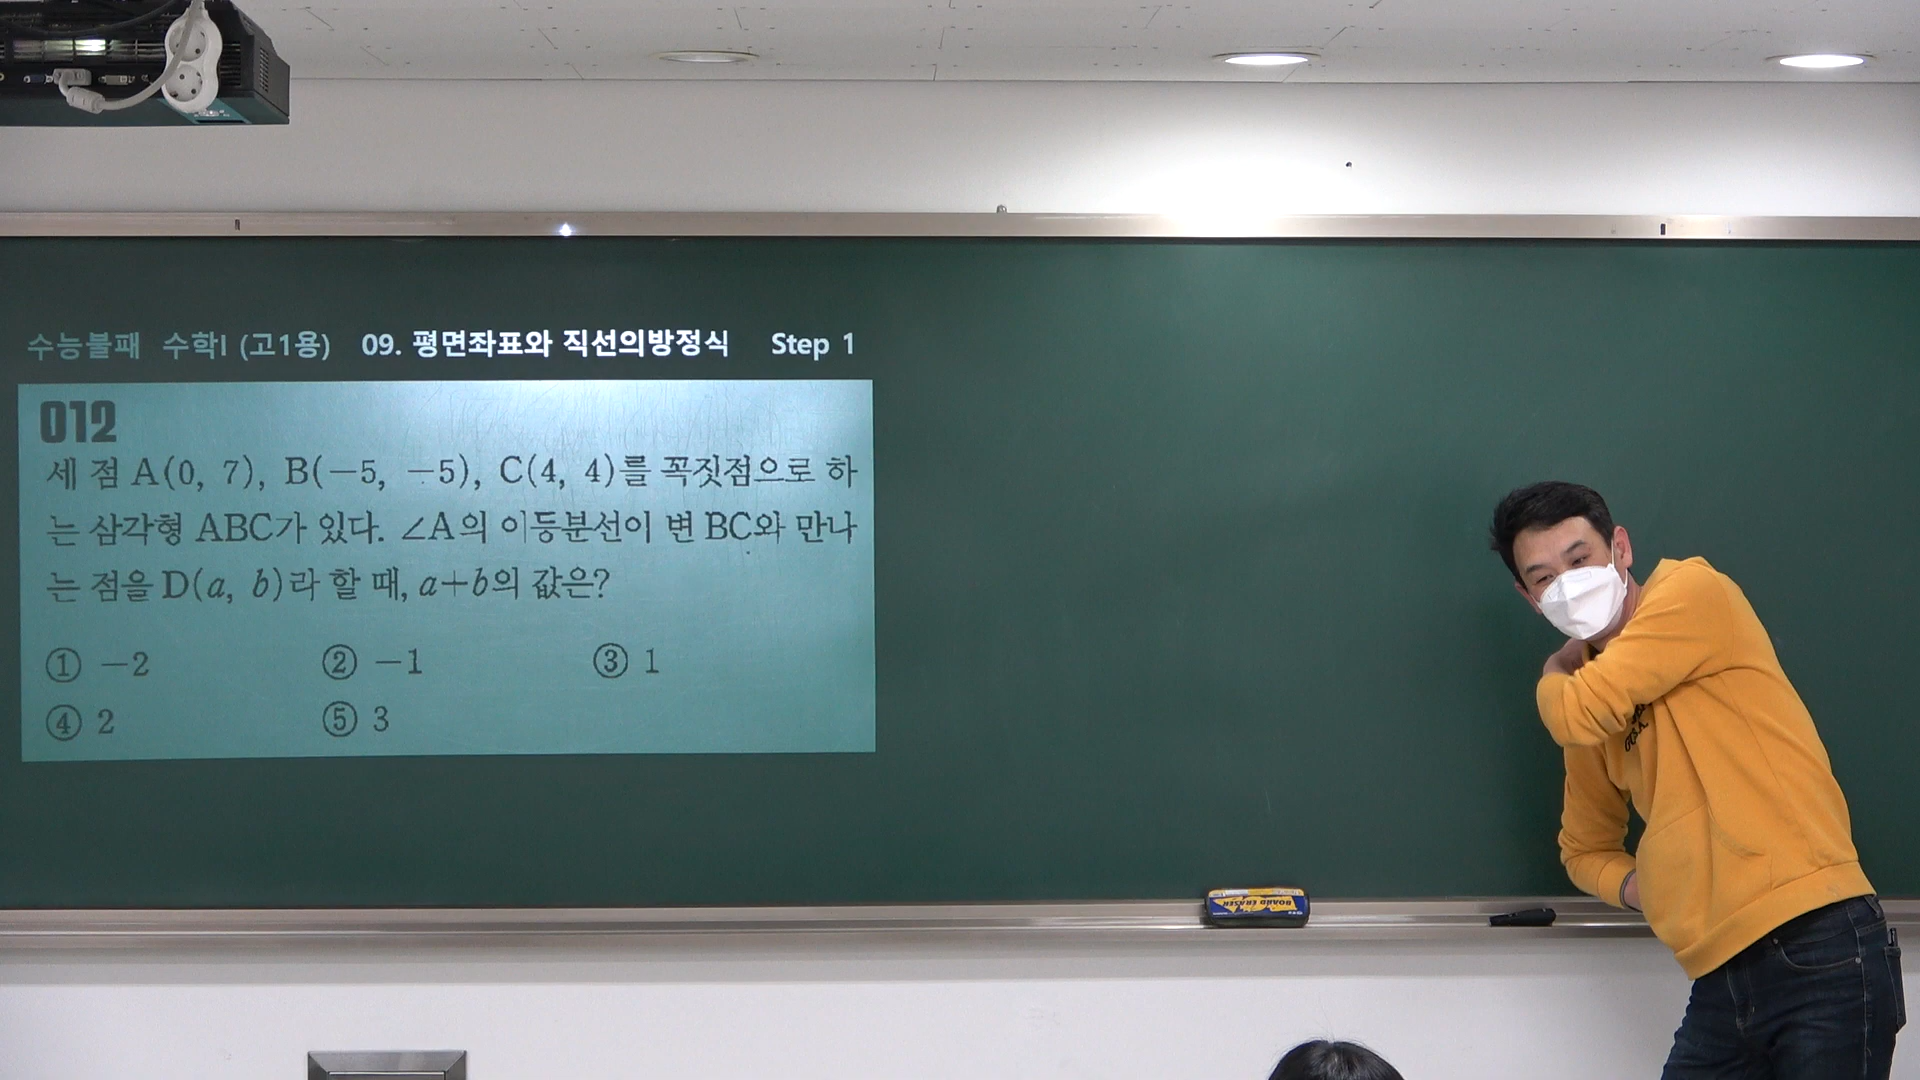 수능불패 수학I (고1용) 09. 평면좌표와 직선의방정식 Step 1
012
세 점 A(0, 7), B(−5, −5), C(4, 4)를 꼭짓점으로 하
는 삼각형 ABC가 있다. ∠A의 이등분선이 변 BC와 만나
는 점을 D(a, b)라 할 때, a+b의 값은?
① −2 ② −1 ③ 1
④ 2 ⑤ 3
BOARD ERASER